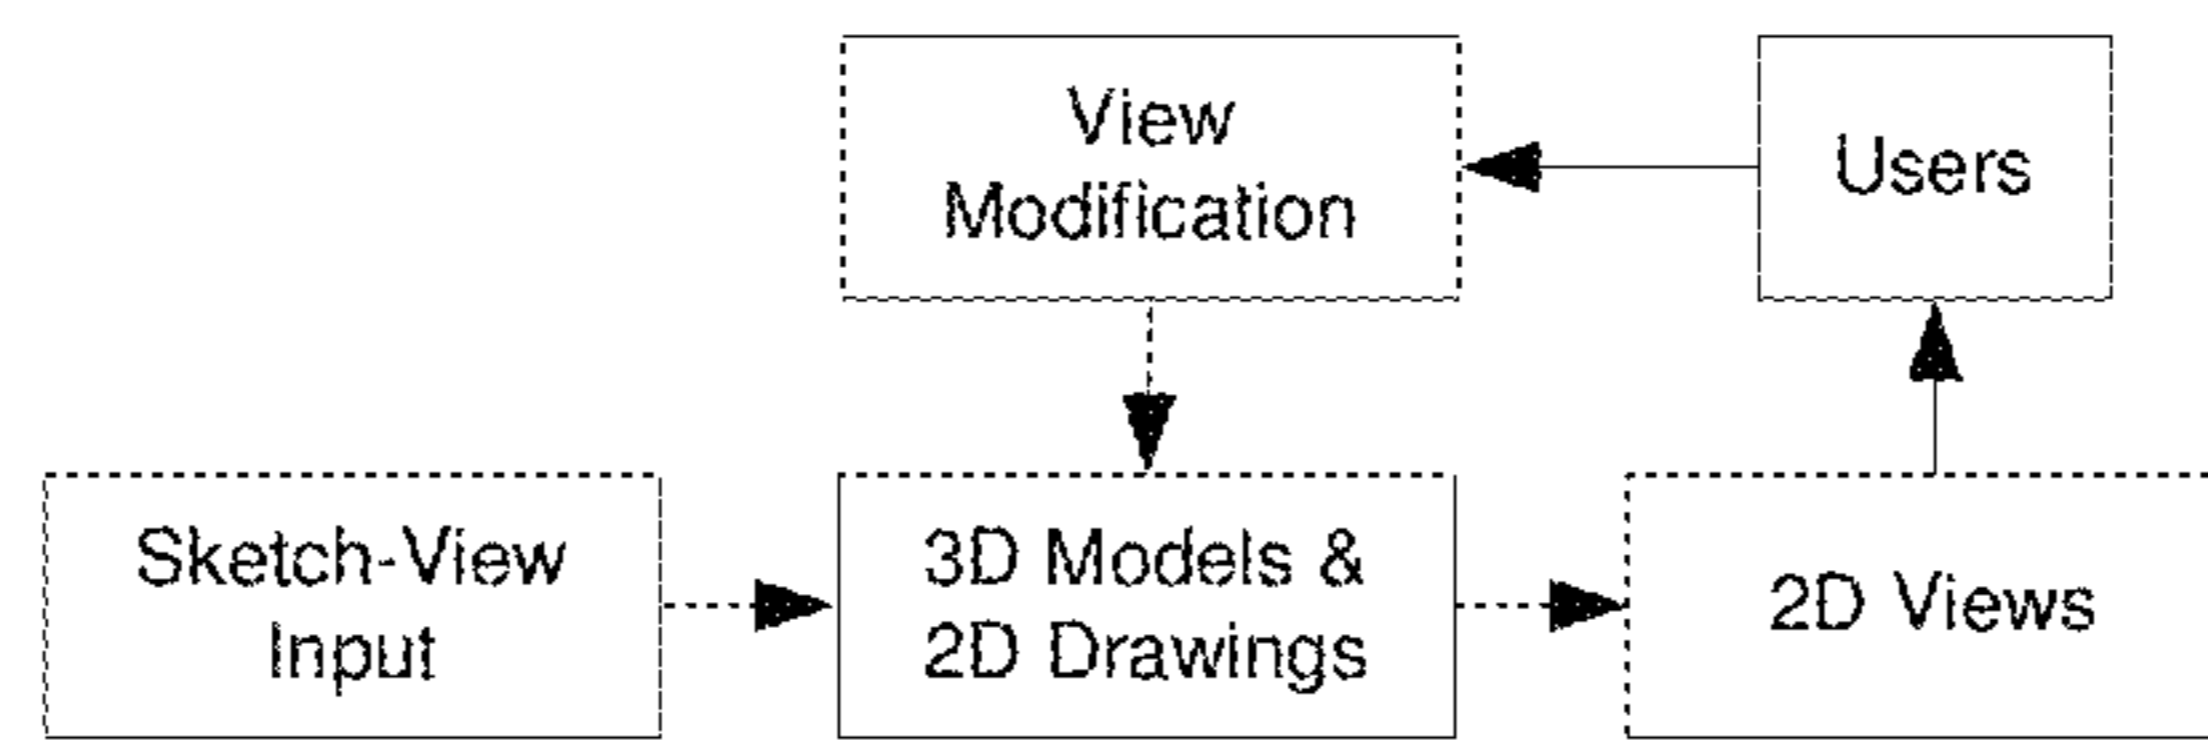 View
Modification
Users
Sketch-View
Input
3D Models &
2D Drawings
2D Views